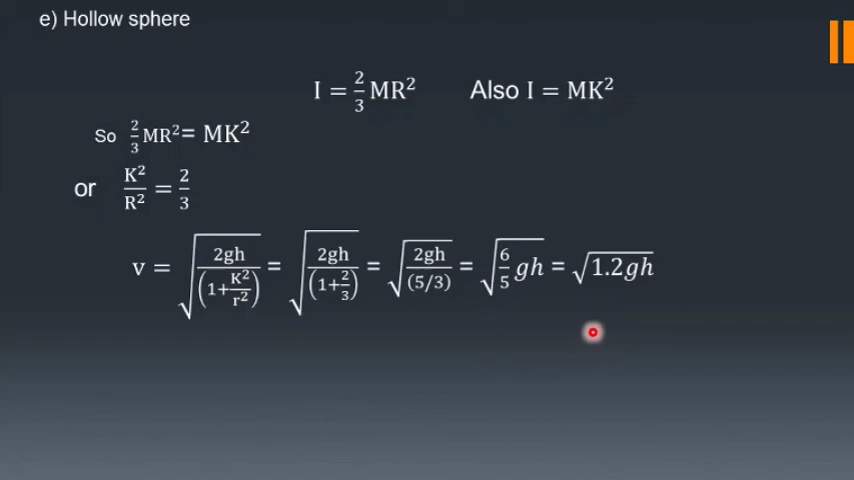 e) Hollow sphere
I = 2/3 MR² Also I = MK²
So 2/3 MR²= MK²
or K²/R² = 2/3
v = √(2gh/(1+K²/r²)) = √(2gh/(1+2/3)) = √(2gh/(5/3)) = √(6/5 gh) = √(1.2gh)